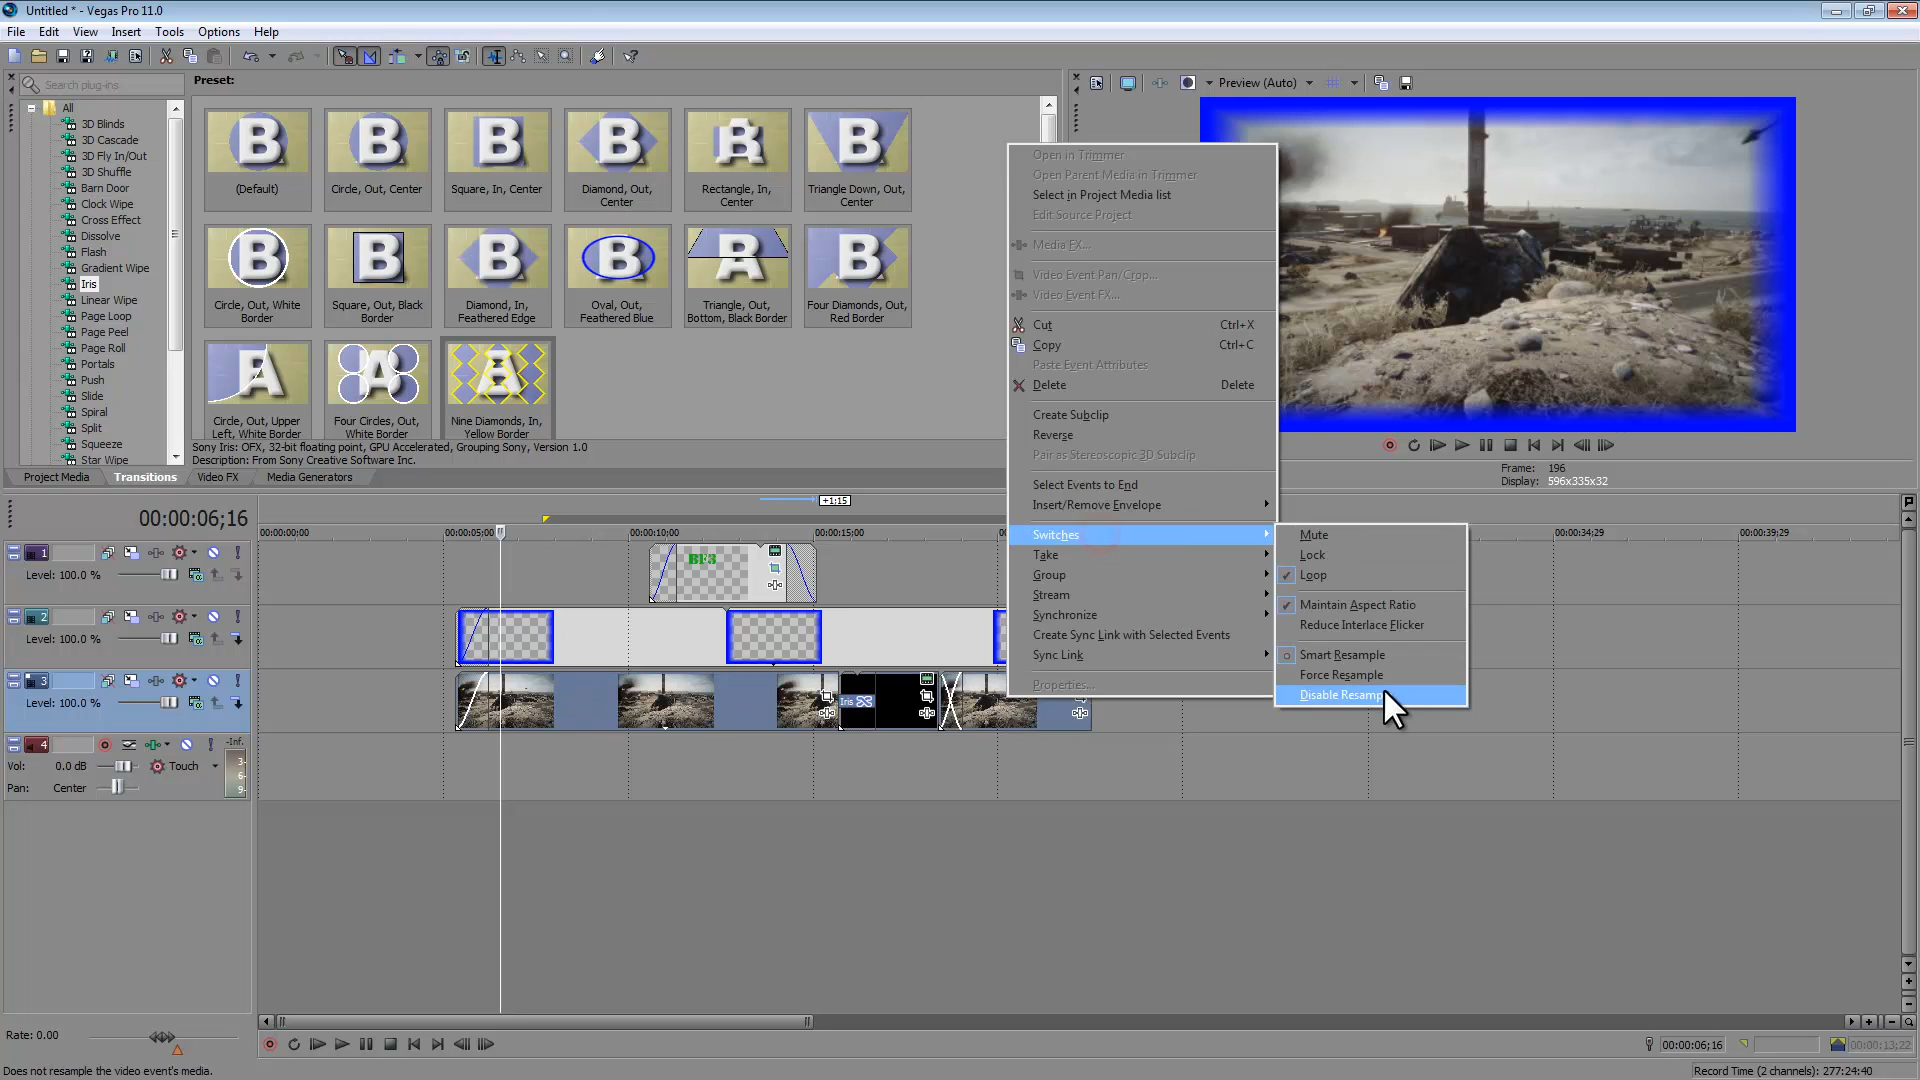 Untitled * - Vegas Pro 11.0
File Edit View Insert Tools Options Help
Search plug-ins
All
3D Blinds
3D Cascade
3D Fly In/Out
3D Shuffle
Barn Door
Clock Wipe
Cross Effect
Dissolve
Flash
Gradient Wipe
Iris
Linear Wipe
Page Loop
Page Peel
Page Roll
Portals
Push
Slide
Spiral
Split
Squeeze
Star Wipe
Preset:
(Default)
Circle, Out, Center
Square, In, Center
Diamond, Out,
Center
Rectangle, In,
Center
Triangle Down, Out,
Center
Circle, Out, White
Border
Square, Out, Black
Border
Diamond, In,
Feathered Edge
Oval, Out,
Feathered Blue
Triangle, Out,
Bottom, Black Border
Four Diamonds, Out,
Red Border
Circle, Out, Upper
Left, White Border
Four Circles, Out,
White Border
Nine Diamonds, In,
Yellow Border
Sony Iris: OFX, 32-bit floating point, GPU Accelerated, Grouping Sony, Version 1.0
Description: From Sony Creative Software Inc.
Project Media Transitions Video FX Media Generators
Preview (Auto)
Frame: 196
Display: 596x335x32
Open in Trimmer
Open Parent Media in Trimmer
Select in Project Media list
Edit Source Project
Media FX...
Video Event Pan/Crop...
Video Event FX...
Cut Ctrl+X
Copy Ctrl+C
Paste Event Attributes
Delete Delete
Create Subclip
Reverse
Pair as Stereoscopic 3D Subclip
Select Events to End
Insert/Remove Envelope
Switches
Take
Group
Stream
Synchronize
Create Sync Link with Selected Events
Sync Link
Properties...
Mute
Lock
Loop
Maintain Aspect Ratio
Reduce Interlace Flicker
Smart Resample
Force Resample
Disable Resamp
+1:15
00:00:06;16
00:00:00;00 00:00:05;00 00:00:10;00 00:00:15;00 00:00:34;29 00:00:39;29
1
Level: 100.0 %
BF3
2
Level: 100.0 %
3
Level: 100.0 %
Iris
4
-Inf.
Vol: 0.0 dB Touch
Pan: Center
3-
6-
9-
Rate: 0.00
00:00:06;16
00:00:13;22
Does not resample the video event's media.
Record Time (2 channels): 277:24:40